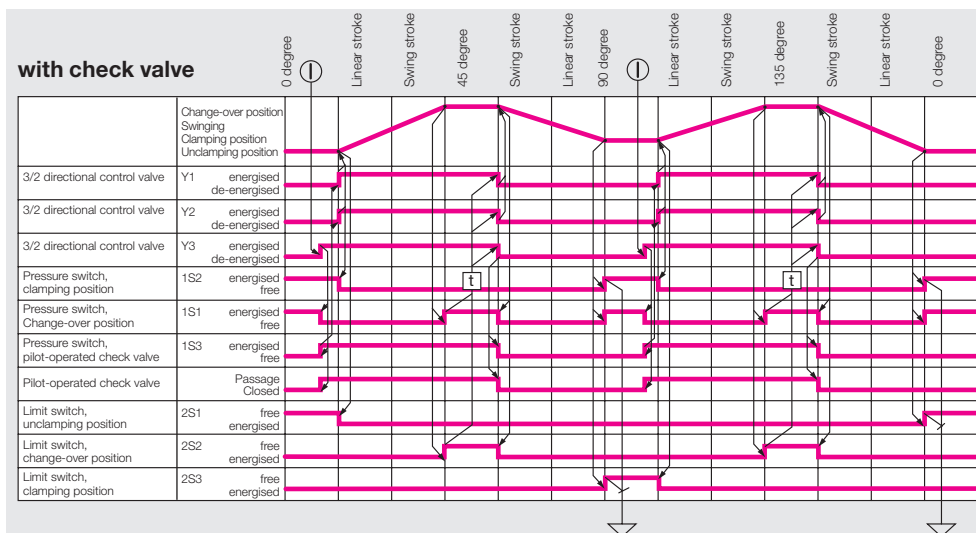 with check valve
0 degree
Linear stroke
Swing stroke
45 degree
Swing stroke
Linear stroke
90 degree
Linear stroke
Swing stroke
135 degree
Swing stroke
Linear stroke
0 degree
Change-over position
Swinging
Clamping position
Unclamping position
3/2 directional control valve Y1 energised
de-energised
3/2 directional control valve Y2 energised
de-energised
3/2 directional control valve Y3 energised
de-energised
Pressure switch, 1S2 energised
clamping position free
t
t
Pressure switch, 1S1 energised
Change-over position free
Pressure switch, 1S3 energised
pilot-operated check valve free
Pilot-operated check valve Passage
Closed
Limit switch, 2S1 free
unclamping position energised
Limit switch, 2S2 free
change-over position energised
Limit switch, 2S3 free
clamping position energised